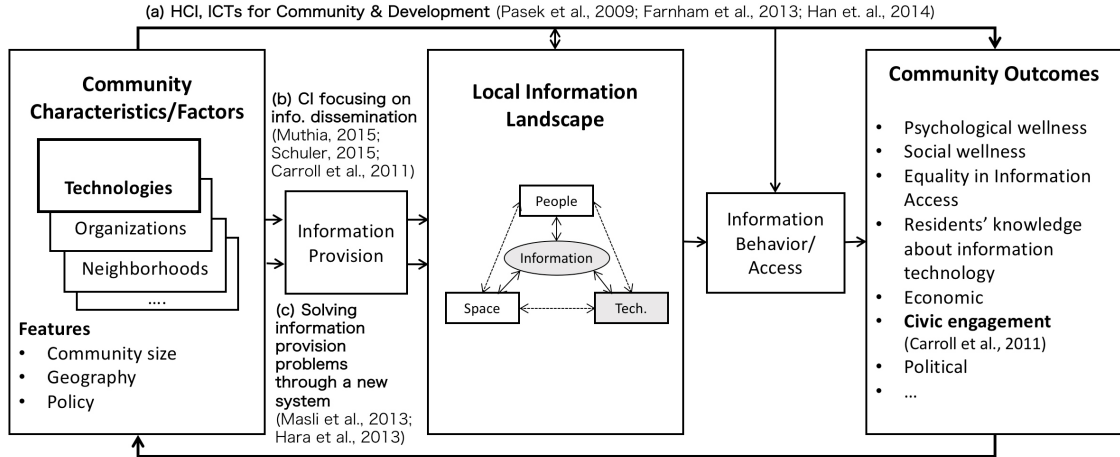 (a) HCI, ICTs for Community & Development (Pasek et al., 2009; Farnham et al., 2013; Han et. al., 2014)
Community
Characteristics/Factors
Technologies
Organizations
Neighborhoods
....
Features
• Community size
• Geography
• Policy
(b) CI focusing on
info. dissemination
(Muthia, 2015;
Schuler, 2015;
Carroll et al., 2011)
Information
Provision
(c) Solving
information
provision
problems
through a new
system
(Masli et al., 2013;
Hara et al., 2013)
Local Information
Landscape
People
Information
Space
Tech.
Information
Behavior/
Access
Community Outcomes
• Psychological wellness
• Social wellness
• Equality in Information
Access
• Residents’ knowledge
about information
technology
• Economic
• Civic engagement
(Carroll et al., 2011)
• Political
• ...